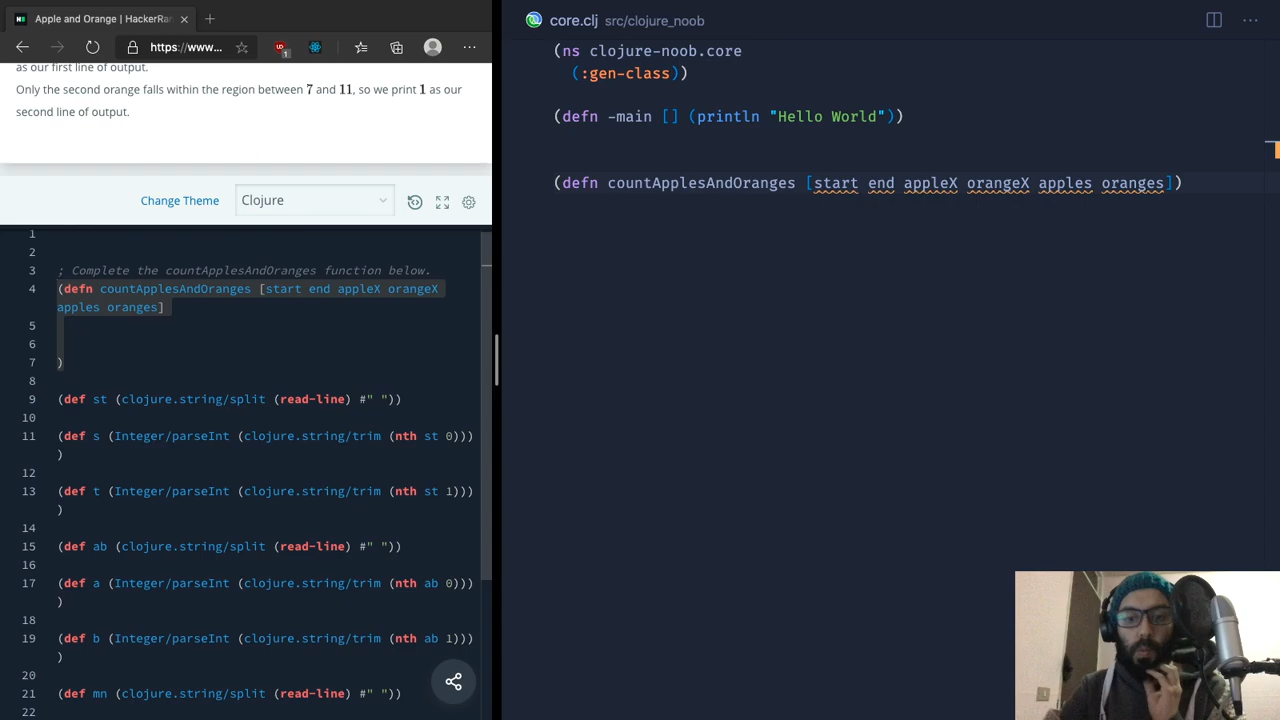 Apple and Orange | HackerRan
https://www...
1
as our first line of output.
Only the second orange falls within the region between 7 and 11, so we print 1 as our
second line of output.
Change Theme
Clojure
1
2
3 ; Complete the countApplesAndOranges function below.
4 (defn countApplesAndOranges [start end appleX orangeX
apples oranges]
5
6
7 )
8
9 (def st (clojure.string/split (read-line) #" "))
10
11 (def s (Integer/parseInt (clojure.string/trim (nth st 0)))
)
12
13 (def t (Integer/parseInt (clojure.string/trim (nth st 1)))
)
14
15 (def ab (clojure.string/split (read-line) #" "))
16
17 (def a (Integer/parseInt (clojure.string/trim (nth ab 0)))
)
18
19 (def b (Integer/parseInt (clojure.string/trim (nth ab 1)))
)
20
21 (def mn (clojure.string/split (read-line) #" "))
22
core.clj src/clojure_noob
(ns clojure-noob.core
(:gen-class))
(defn -main [] (println "Hello World"))
(defn countApplesAndOranges [start end appleX orangeX apples oranges])